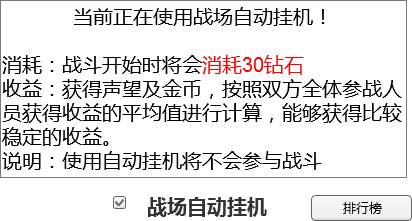 当前正在使用战场自动挂机！
消耗：战斗开始时将会消耗30钻石
收益：获得声望及金币，按照双方全体参战人
员获得收益的平均值进行计算，能够获得比较
稳定的收益。
说明：使用自动挂机将不会参与战斗
战场自动挂机 排行榜